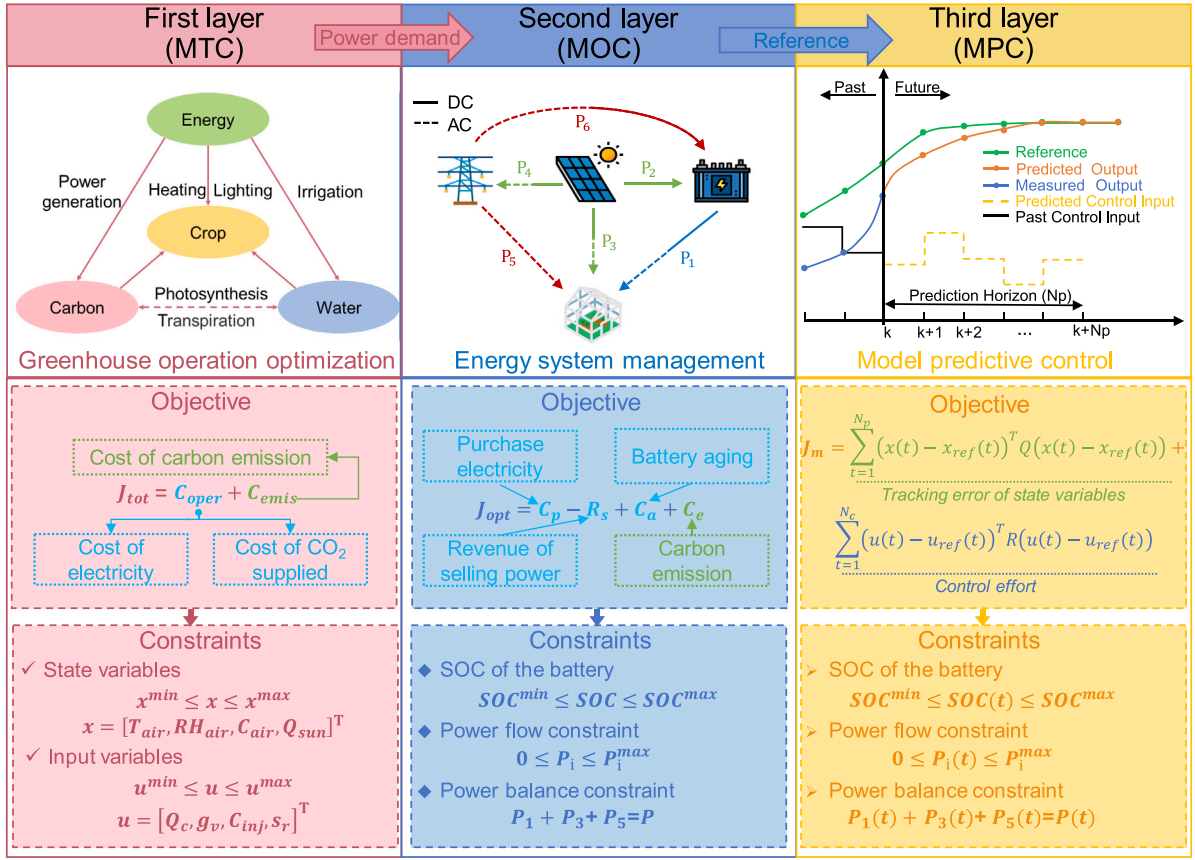 First layer
(MTC)
Power demand
Second layer
(MOC)
Reference
Third layer
(MPC)
Energy
Power
generation
Heating
Lighting
Irrigation
Crop
Carbon
Photosynthesis
Transpiration
Water
Greenhouse operation optimization
DC
AC
P₆
P₄
P₂
P₃
P₅
P₁
Energy system management
Past
Future
Reference
Predicted Output
Measured Output
Predicted Control Input
Past Control Input
Prediction Horizon (Np)
k
k+1
k+2
...
k+Np
Model predictive control
Objective
Cost of carbon emission
J_tot = C_oper + C_emis
Cost of
electricity
Cost of CO₂
supplied
Constraints
✓ State variables
x^min ≤ x ≤ x^max
x = [T_air, RH_air, C_air, Q_sun]^T
✓ Input variables
u^min ≤ u ≤ u^max
u = [Q_c, g_v, C_inj, s_r]^T
Objective
Purchase
electricity
Battery aging
J_opt = C_p − R_s + C_a + C_e
Revenue of
selling power
Carbon
emission
Constraints
◆ SOC of the battery
SOC^min ≤ SOC ≤ SOC^max
◆ Power flow constraint
0 ≤ P_i ≤ P_i^max
◆ Power balance constraint
P₁ + P₃ + P₅=P
Objective
J_m = ∑_{t=1}^{N_p} (x(t) − x_ref(t))^T Q(x(t) − x_ref(t)) +
Tracking error of state variables
∑_{t=1}^{N_c} (u(t) − u_ref(t))^T R(u(t) − u_ref(t))
Control effort
Constraints
➢ SOC of the battery
SOC^min ≤ SOC(t) ≤ SOC^max
➢ Power flow constraint
0 ≤ P_i(t) ≤ P_i^max
➢ Power balance constraint
P₁(t) + P₃(t)+ P₅(t)=P(t)